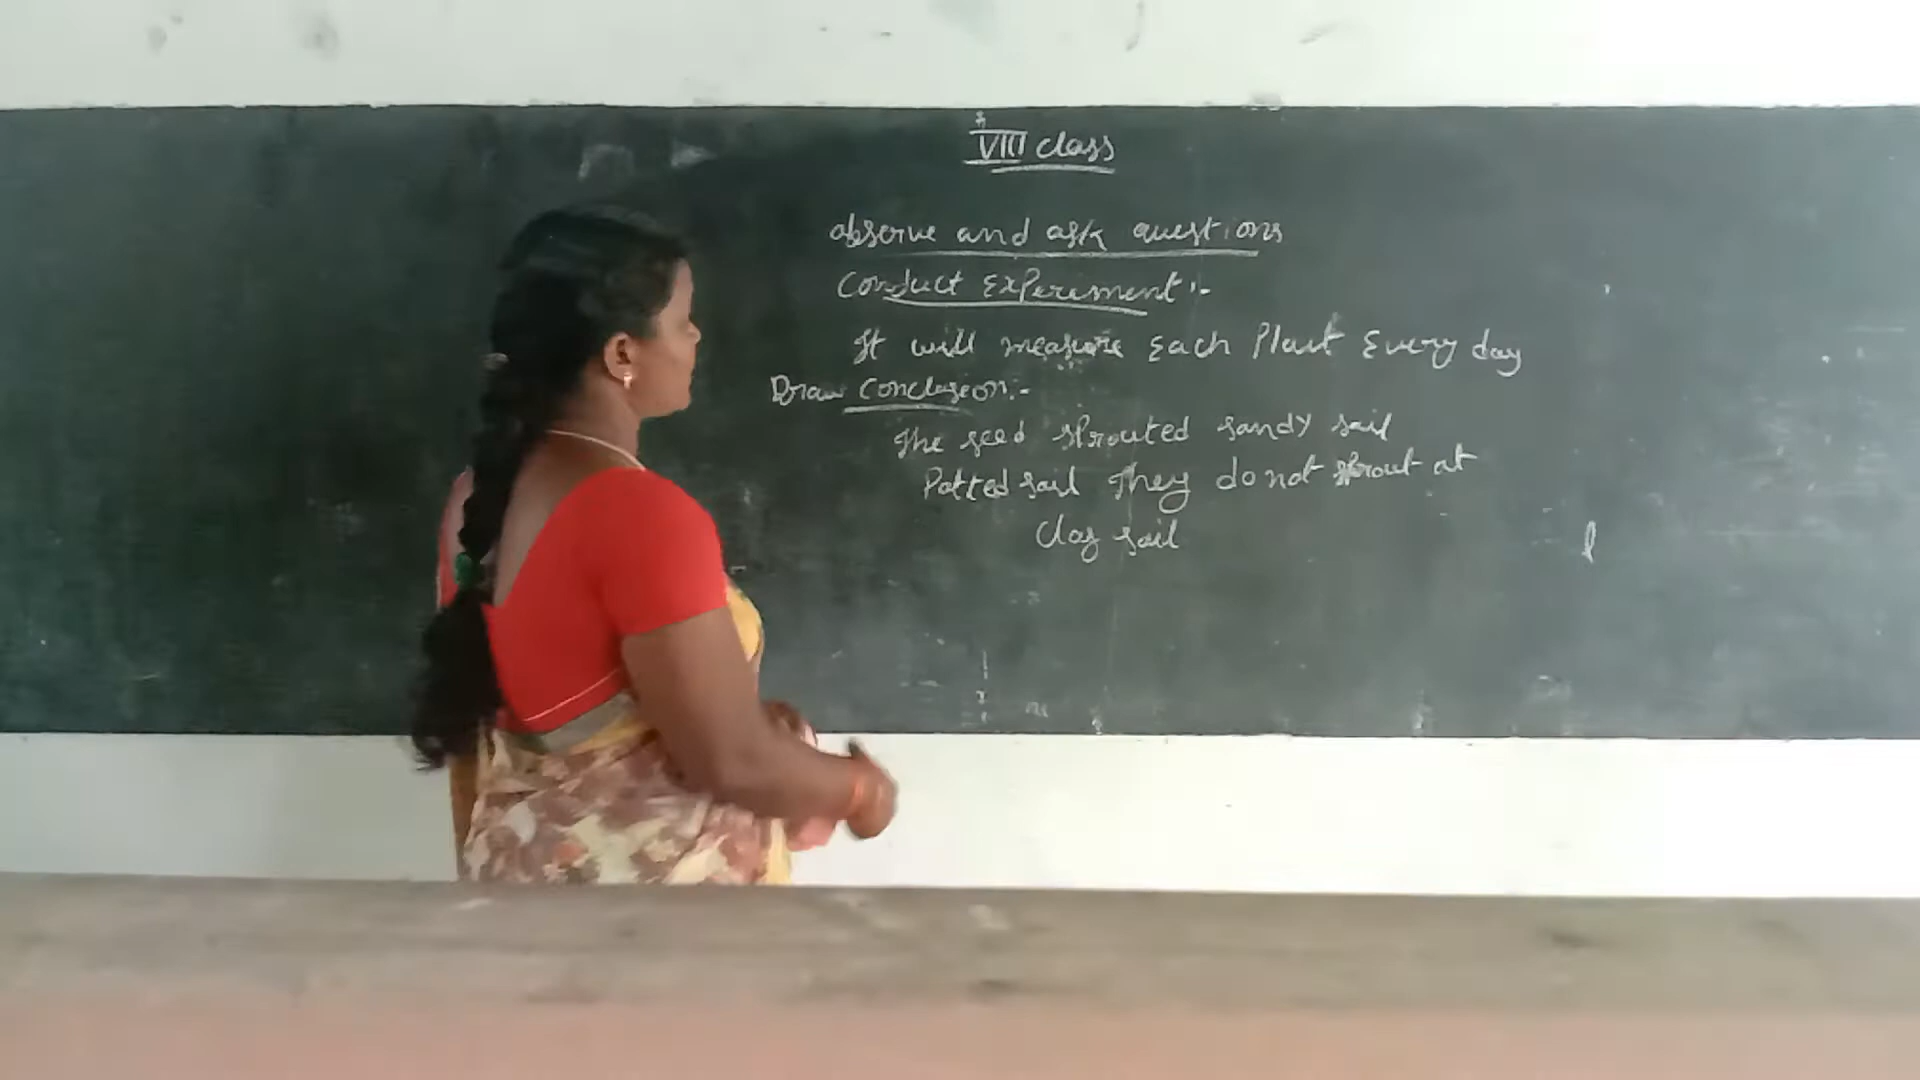 VIII class
observe and ask questions
Conduct Experiment :-
It will measure Each Plant Every day
Draw Conclusion :-
The seed sprouted sandy soil
Potted soil They do not sprout at
Clay soil